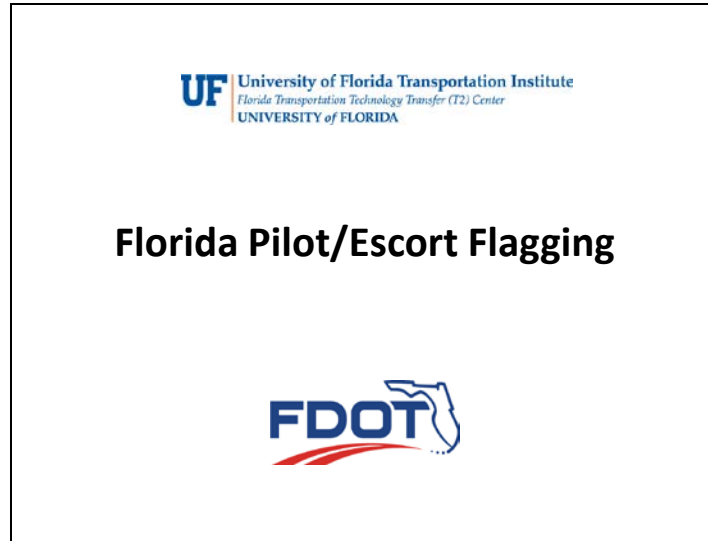 UF
University of Florida Transportation Institute
Florida Transportation Technology Transfer (T2) Center
UNIVERSITY of FLORIDA
Florida Pilot/Escort Flagging
FDOT